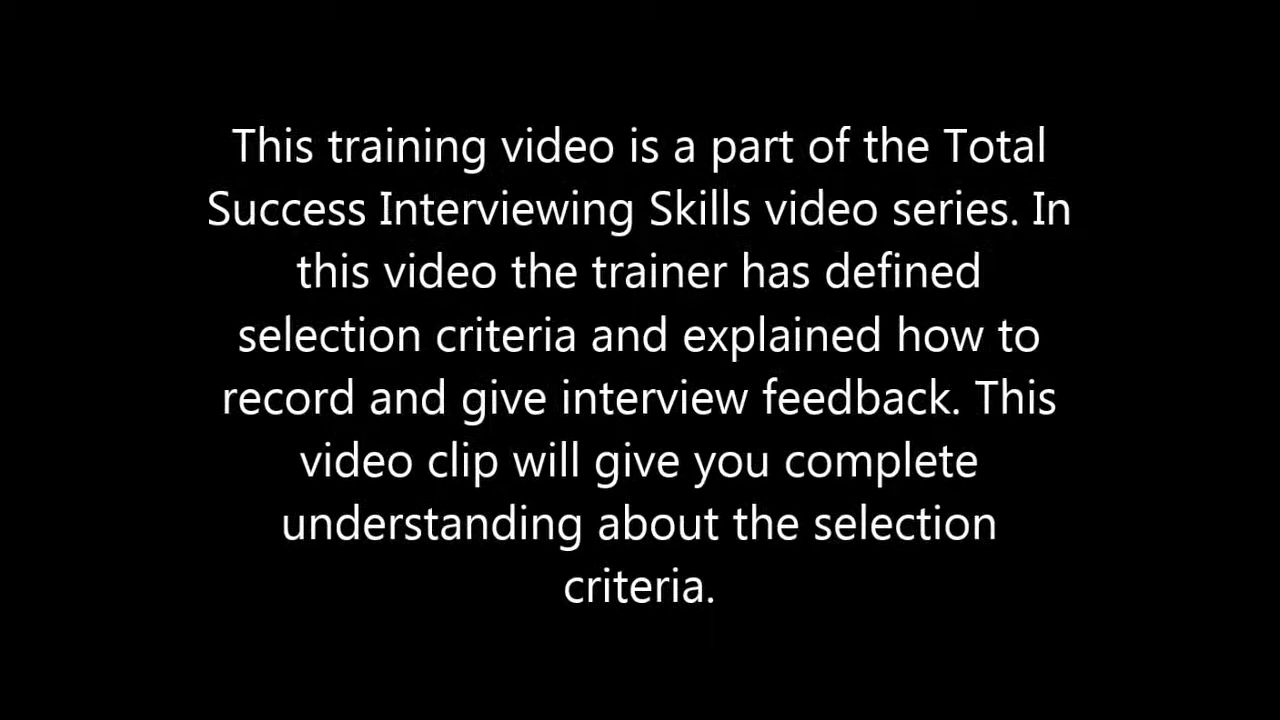 This training video is a part of the Total
Success Interviewing Skills video series. In
this video the trainer has defined
selection criteria and explained how to
record and give interview feedback. This
video clip will give you complete
understanding about the selection
criteria.